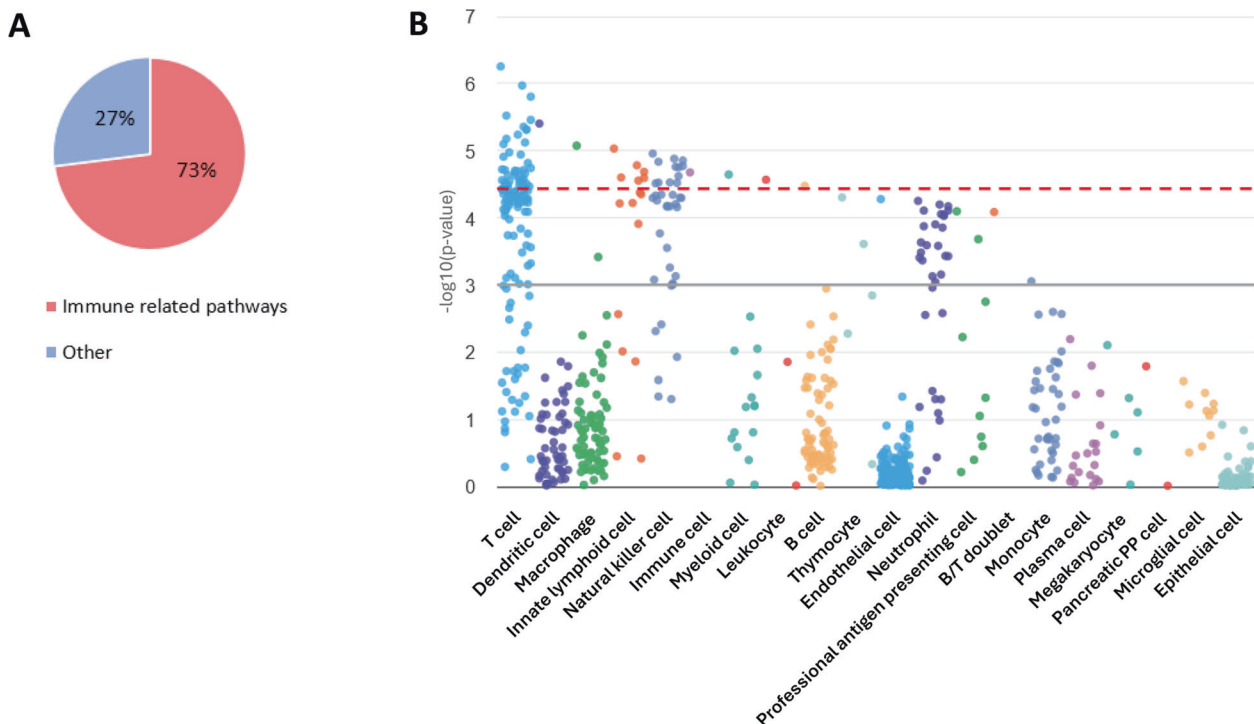 A
27%
73%
Immune related pathways
Other
B
-log10(p-value)
7
6
5
4
3
2
1
0
T cell
Dendritic cell
Macrophage
Innate lymphoid cell
Natural killer cell
Immune cell
Myeloid cell
Leukocyte
B cell
Thymocyte
Endothelial cell
Neutrophil
Professional antigen presenting cell
B/T doublet
Monocyte
Plasma cell
Megakaryocyte
Pancreatic PP cell
Microglial cell
Epithelial cell